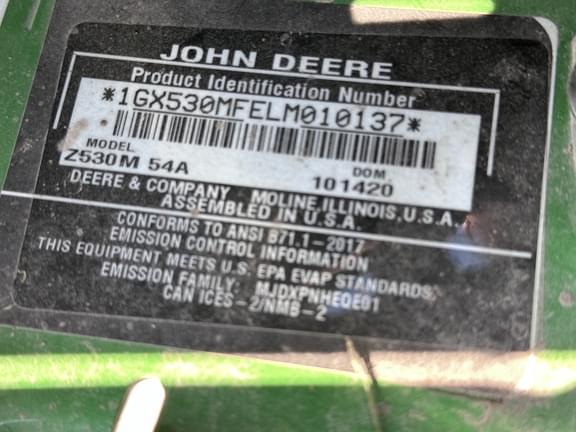 JOHN DEERE
Product Identification Number
*1GX530MFELM010137*
MODEL DOM
Z530M 54A 101420
DEERE & COMPANY MOLINE, ILLINOIS, U.S.A.
ASSEMBLED IN U.S.A.
CONFORMS TO ANSI B71.1-2017
EMISSION CONTROL INFORMATION
THIS EQUIPMENT MEETS U.S. EPA EVAP STANDARDS.
EMISSION FAMILY: MJDXPNHEQE01
CAN ICES-2/NMB-2